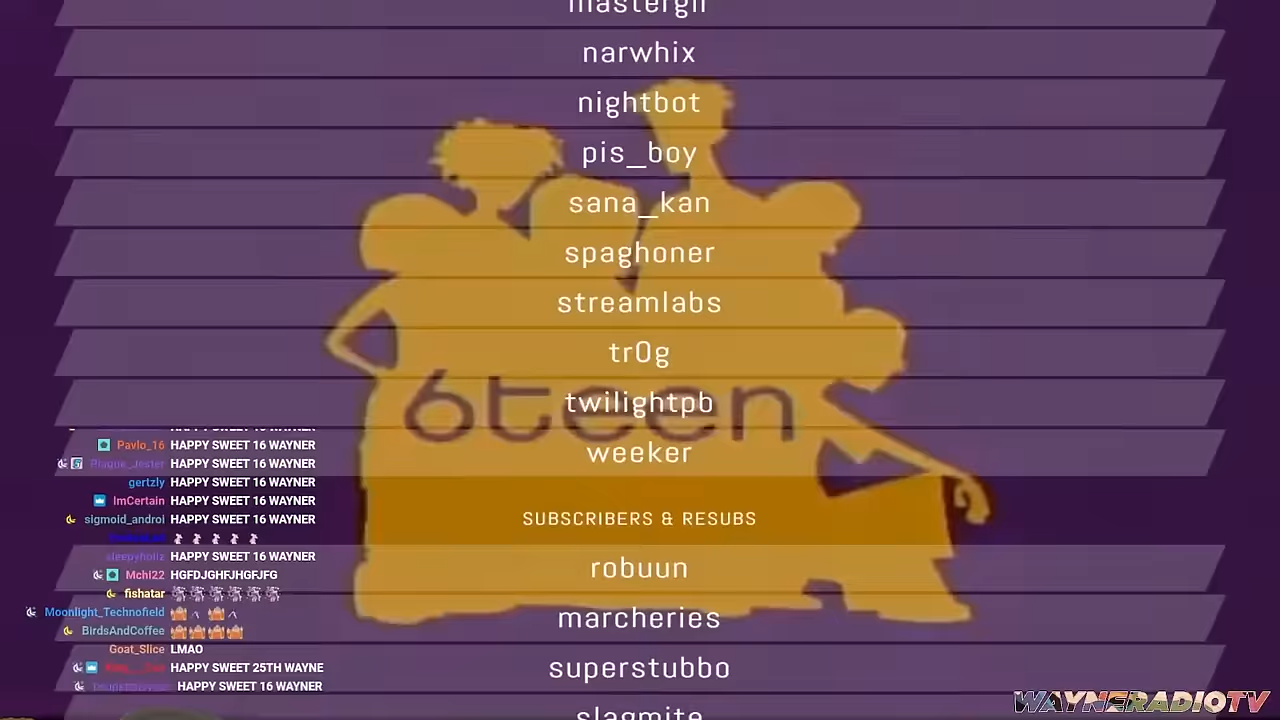 narwhix
nightbot
pis_boy
sana_kan
spaghoner
streamlabs
tr0g
6teen
twilightpb
weeker
SUBSCRIBERS & RESUBS
robuun
marcheries
superstubbo
slagmite
Pavlo_16 HAPPY SWEET 16 WAYNER
Plague_Jester HAPPY SWEET 16 WAYNER
gertzly HAPPY SWEET 16 WAYNER
ImCertain HAPPY SWEET 16 WAYNER
sigmoid_androi HAPPY SWEET 16 WAYNER
sleepyholiz HAPPY SWEET 16 WAYNER
Mchl22 HGFDJGHFJHGFJFG
fishatar
Moonlight_Technofield
BirdsAndCoffee
Goat_Slice LMAO
HAPPY SWEET 25TH WAYNE
HAPPY SWEET 16 WAYNER
WAYNERADIOTV